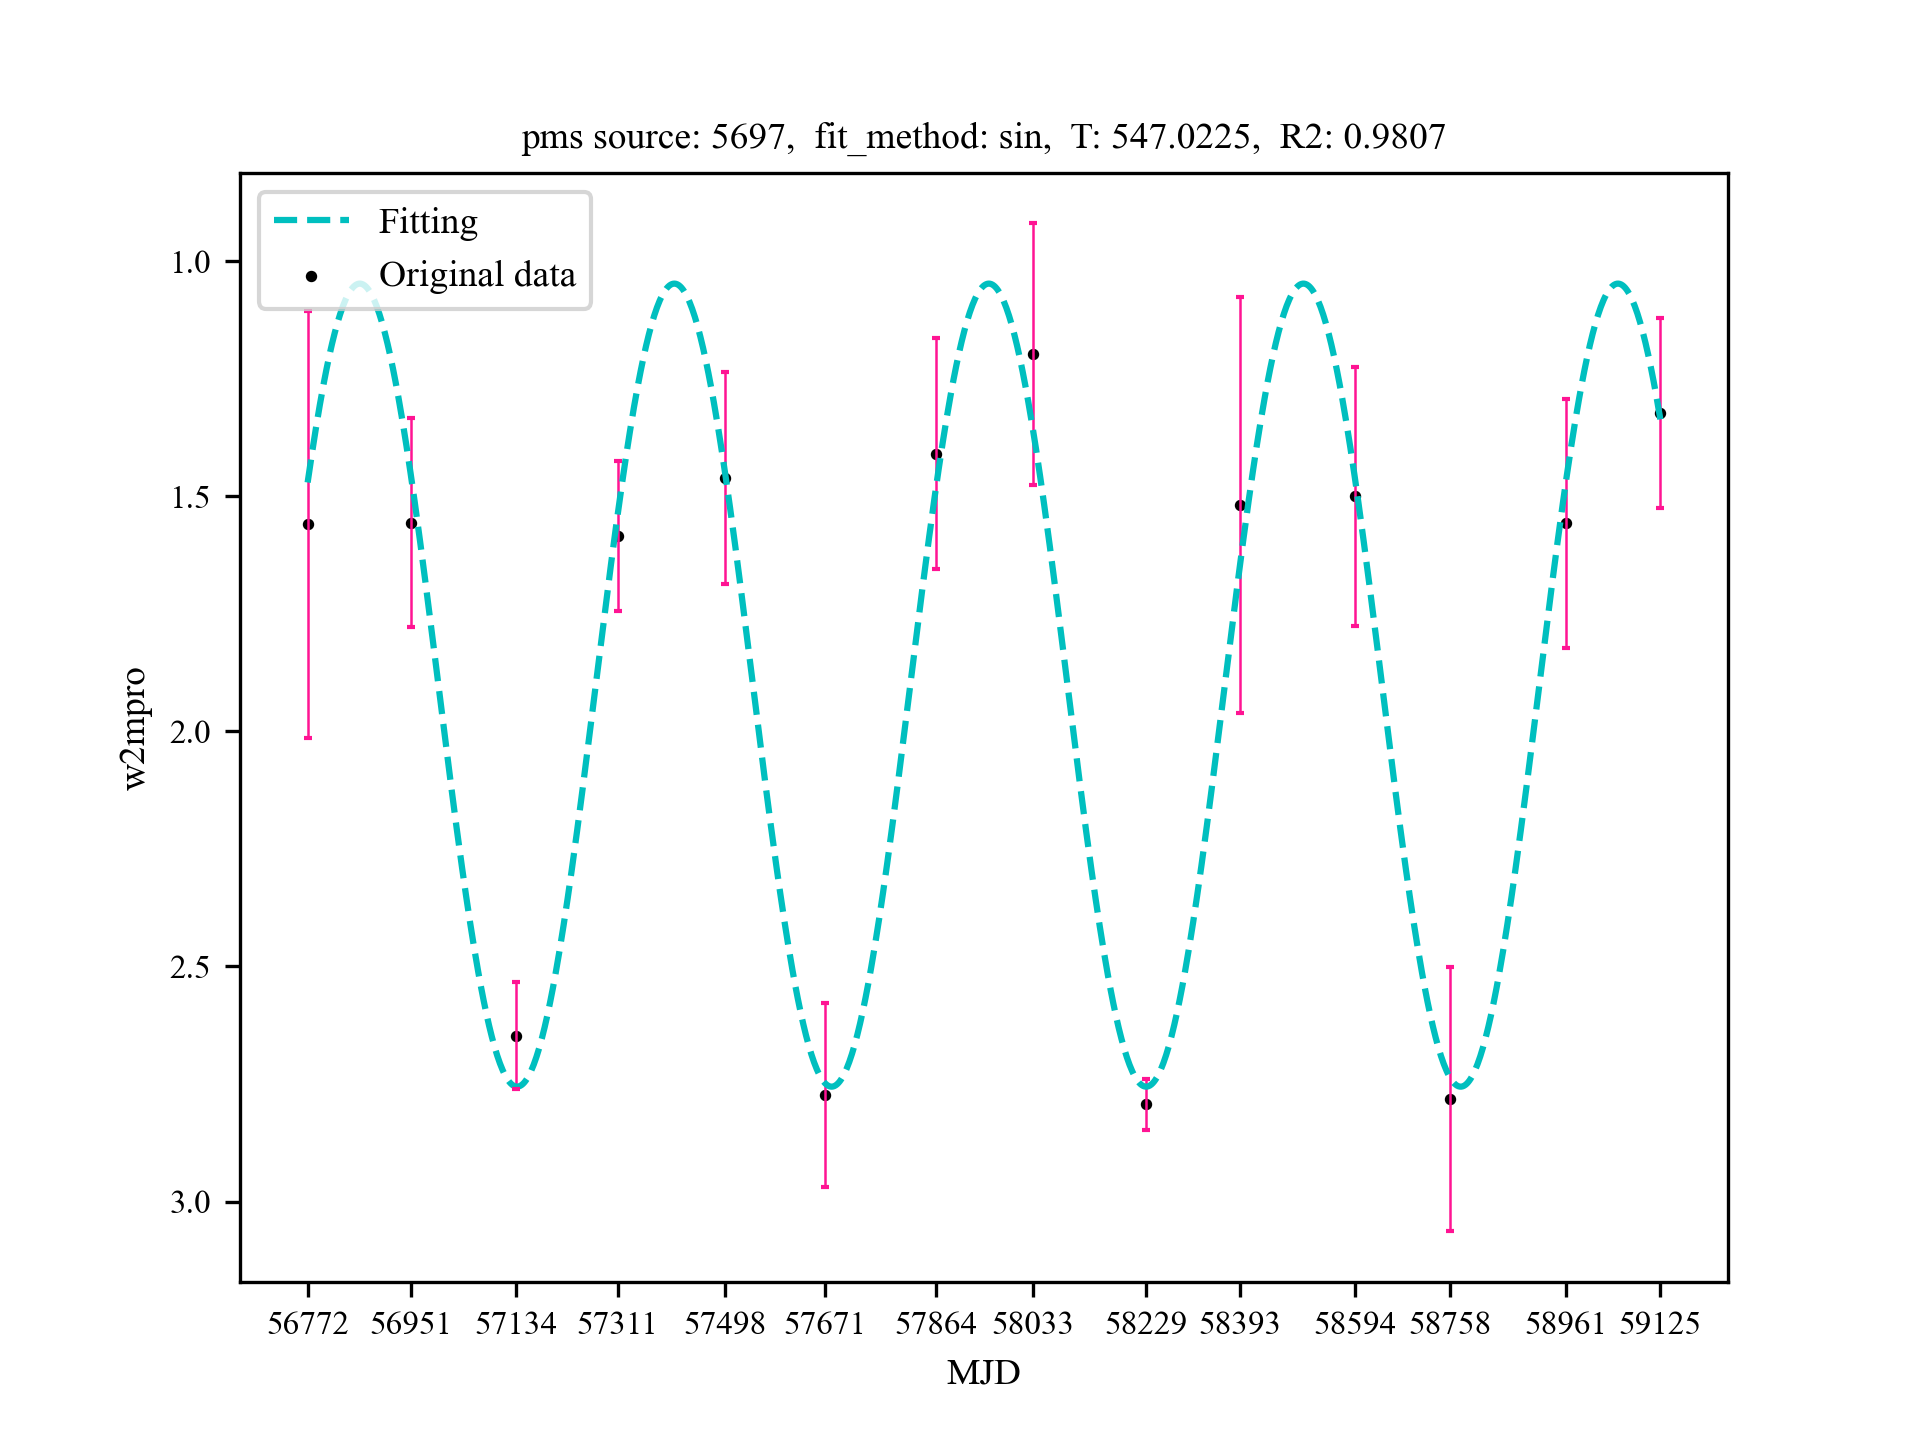 pms source: 5697,  fit_method: sin,  T: 547.0225,  R2: 0.9807
Fitting
Original data
1.0
1.5
2.0
2.5
3.0
w2mpro
56772 56951 57134 57311 57498 57671 57864 58033 58229 58393 58594 58758 58961 59125
MJD